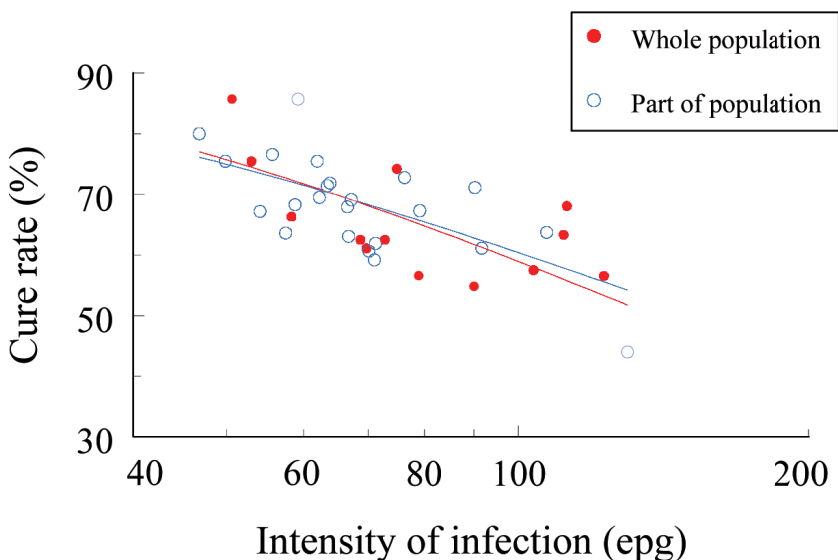 Whole population
Part of population
90
70
50
30
40 60 80 100 200
Cure rate (%)
Intensity of infection (epg)